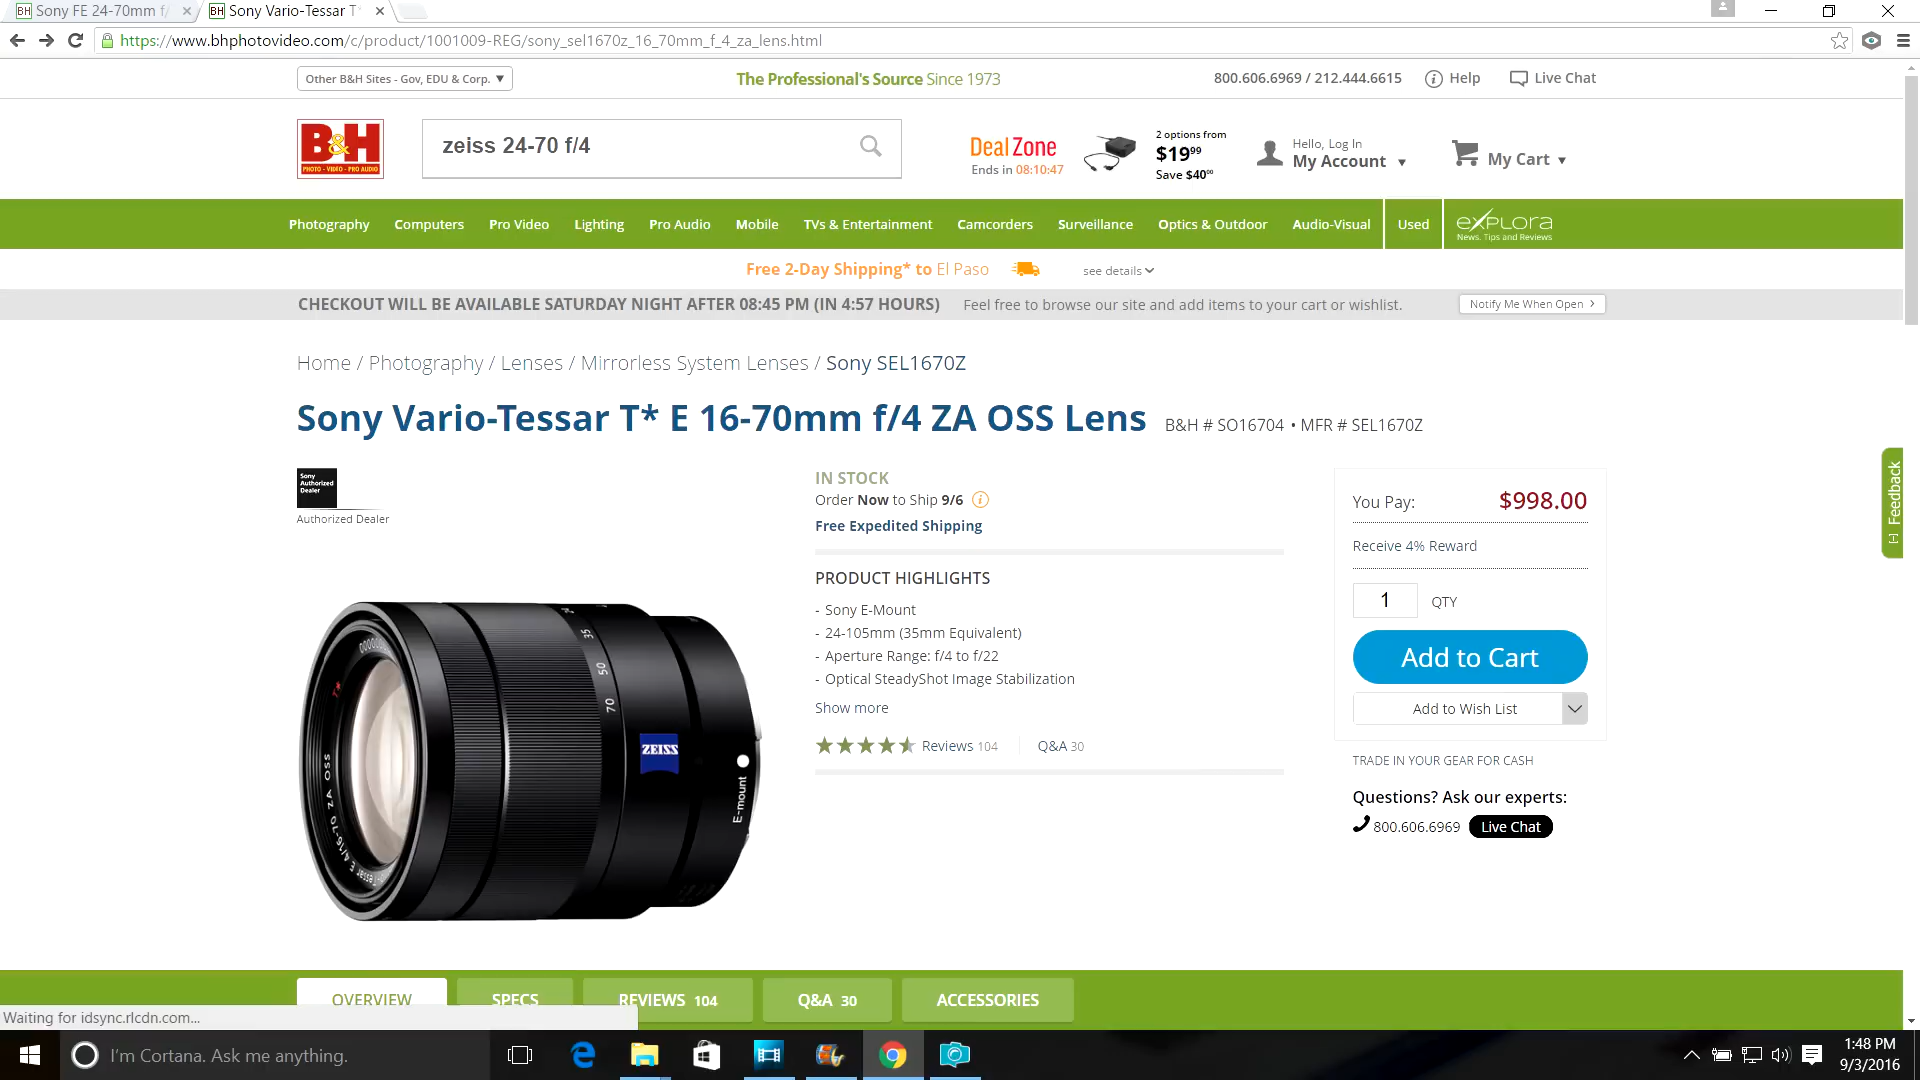 Sony FE 24-70mm f/
Sony Vario-Tessar T*
https://www.bhphotovideo.com/c/product/1001009-REG/sony_sel1670z_16_70mm_f_4_za_lens.html
Other B&H Sites - Gov, EDU & Corp. ▼
The Professional's Source Since 1973
800.606.6969 / 212.444.6615
Help
Live Chat
B&H
PHOTO - VIDEO - PRO AUDIO
zeiss 24-70 f/4
Deal Zone
Ends in 08:10:47
2 options from
$19.99
Save $40.00
Hello, Log In
My Account ▼
My Cart ▼
Photography Computers Pro Video Lighting Pro Audio Mobile TVs & Entertainment Camcorders Surveillance Optics & Outdoor Audio-Visual Used explora
News, Tips and Reviews
Free 2-Day Shipping* to El Paso
see details
CHECKOUT WILL BE AVAILABLE SATURDAY NIGHT AFTER 08:45 PM (IN 4:57 HOURS) Feel free to browse our site and add items to your cart or wishlist.
Notify Me When Open >
Home / Photography / Lenses / Mirrorless System Lenses / Sony SEL1670Z
Sony Vario-Tessar T* E 16-70mm f/4 ZA OSS Lens
B&H # SO16704 • MFR # SEL1670Z
Sony
Authorized
Dealer
Authorized Dealer
IN STOCK
Order Now to Ship 9/6
Free Expedited Shipping
PRODUCT HIGHLIGHTS
- Sony E-Mount
- 24-105mm (35mm Equivalent)
- Aperture Range: f/4 to f/22
- Optical SteadyShot Image Stabilization
Show more
Reviews 104
Q&A 30
You Pay: $998.00
Receive 4% Reward
1 QTY
Add to Cart
Add to Wish List
TRADE IN YOUR GEAR FOR CASH
Questions? Ask our experts:
800.606.6969 Live Chat
[-] Feedback
35
50
70
ZEISS
E-mount
T*
-Tessar E 4/16-70 ZA OSS
OVERVIEW
SPECS
REVIEWS 104
Q&A 30
ACCESSORIES
Waiting for idsync.rlcdn.com...
I'm Cortana. Ask me anything.
1:48 PM
9/3/2016